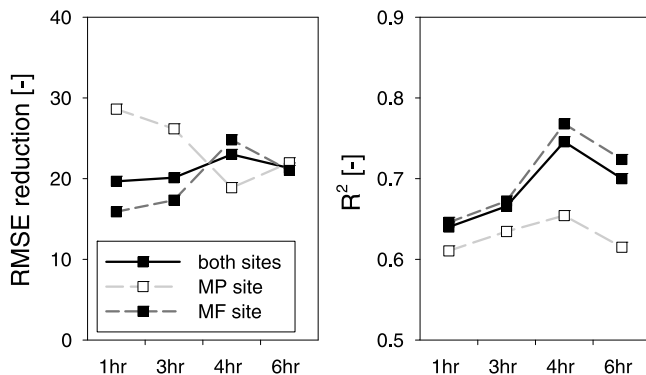 RMSE reduction [-]
40
30
20
10
0
both sites
MP site
MF site
1hr 3hr 4hr 6hr
R² [-]
0.9
0.8
0.7
0.6
0.5
1hr 3hr 4hr 6hr